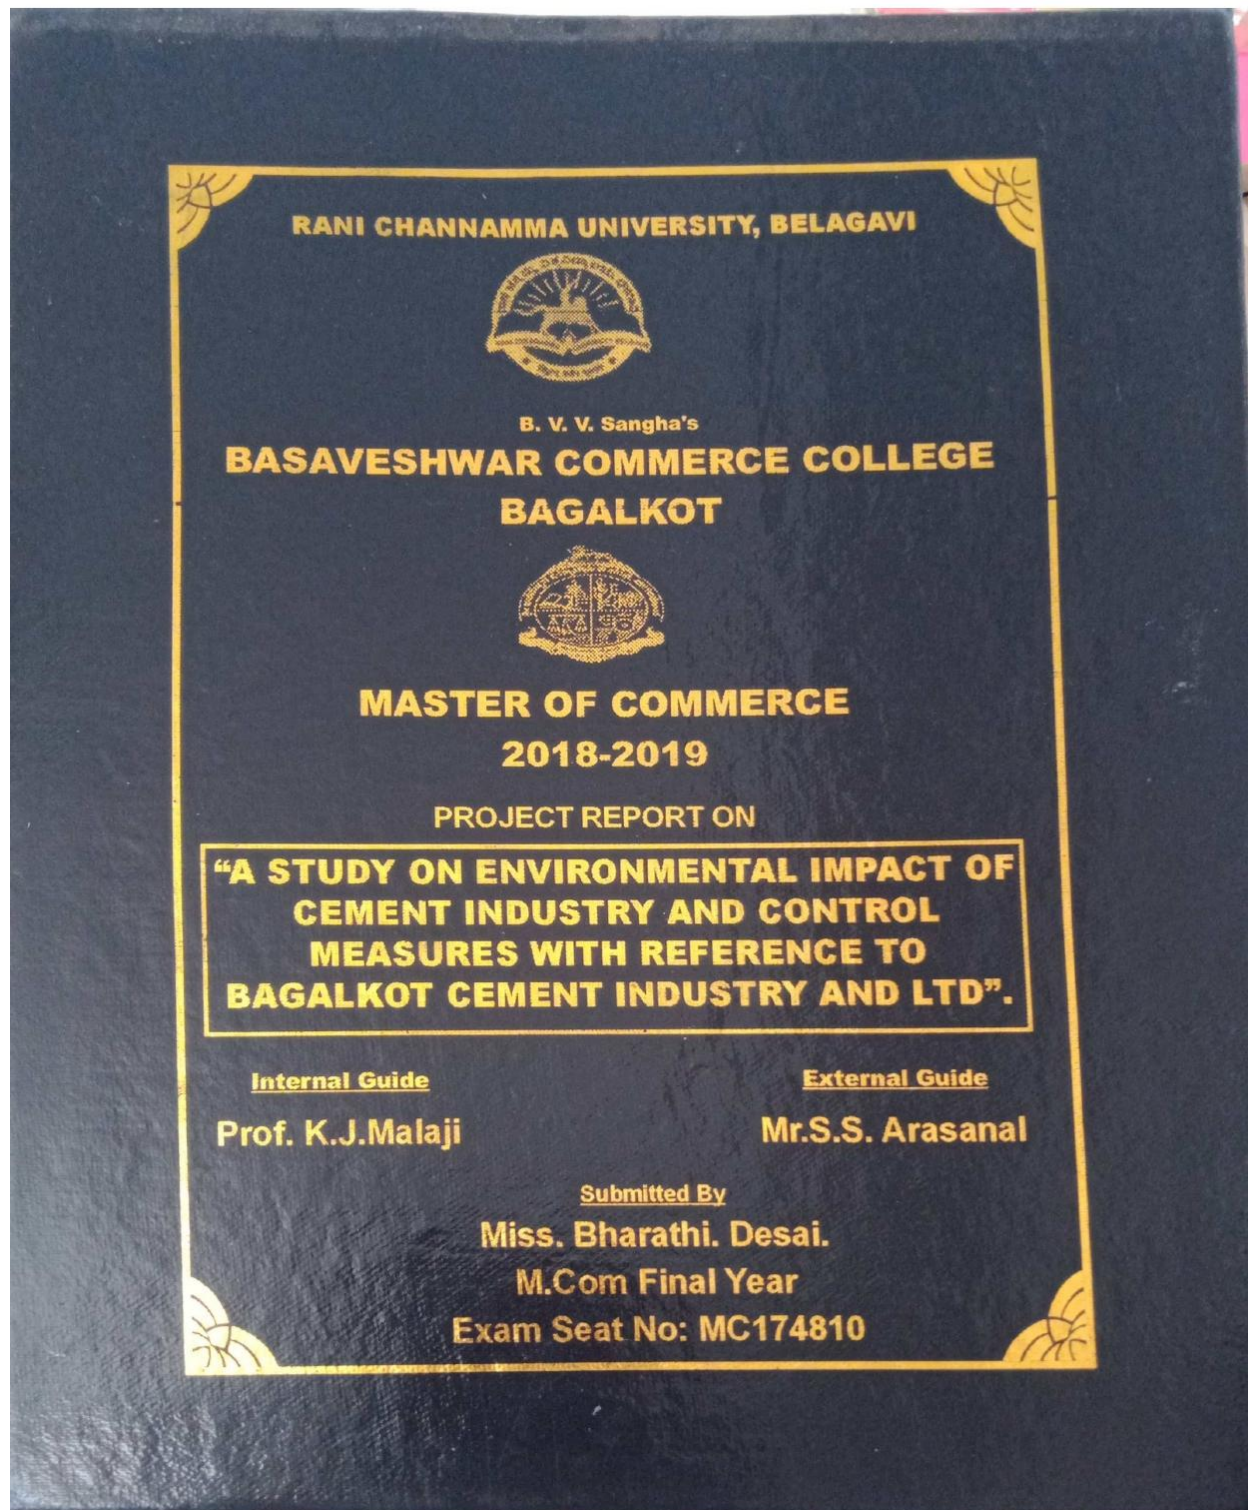 RANI CHANNAMMA UNIVERSITY, BELAGAVI
B. V. V. Sangha's
BASAVESHWAR COMMERCE COLLEGE
BAGALKOT
MASTER OF COMMERCE
2018-2019
PROJECT REPORT ON
“A STUDY ON ENVIRONMENTAL IMPACT OF
CEMENT INDUSTRY AND CONTROL
MEASURES WITH REFERENCE TO
BAGALKOT CEMENT INDUSTRY AND LTD”.
Internal Guide
External Guide
Prof. K.J.Malaji
Mr.S.S. Arasanal
Submitted By
Miss. Bharathi. Desai.
M.Com Final Year
Exam Seat No: MC174810